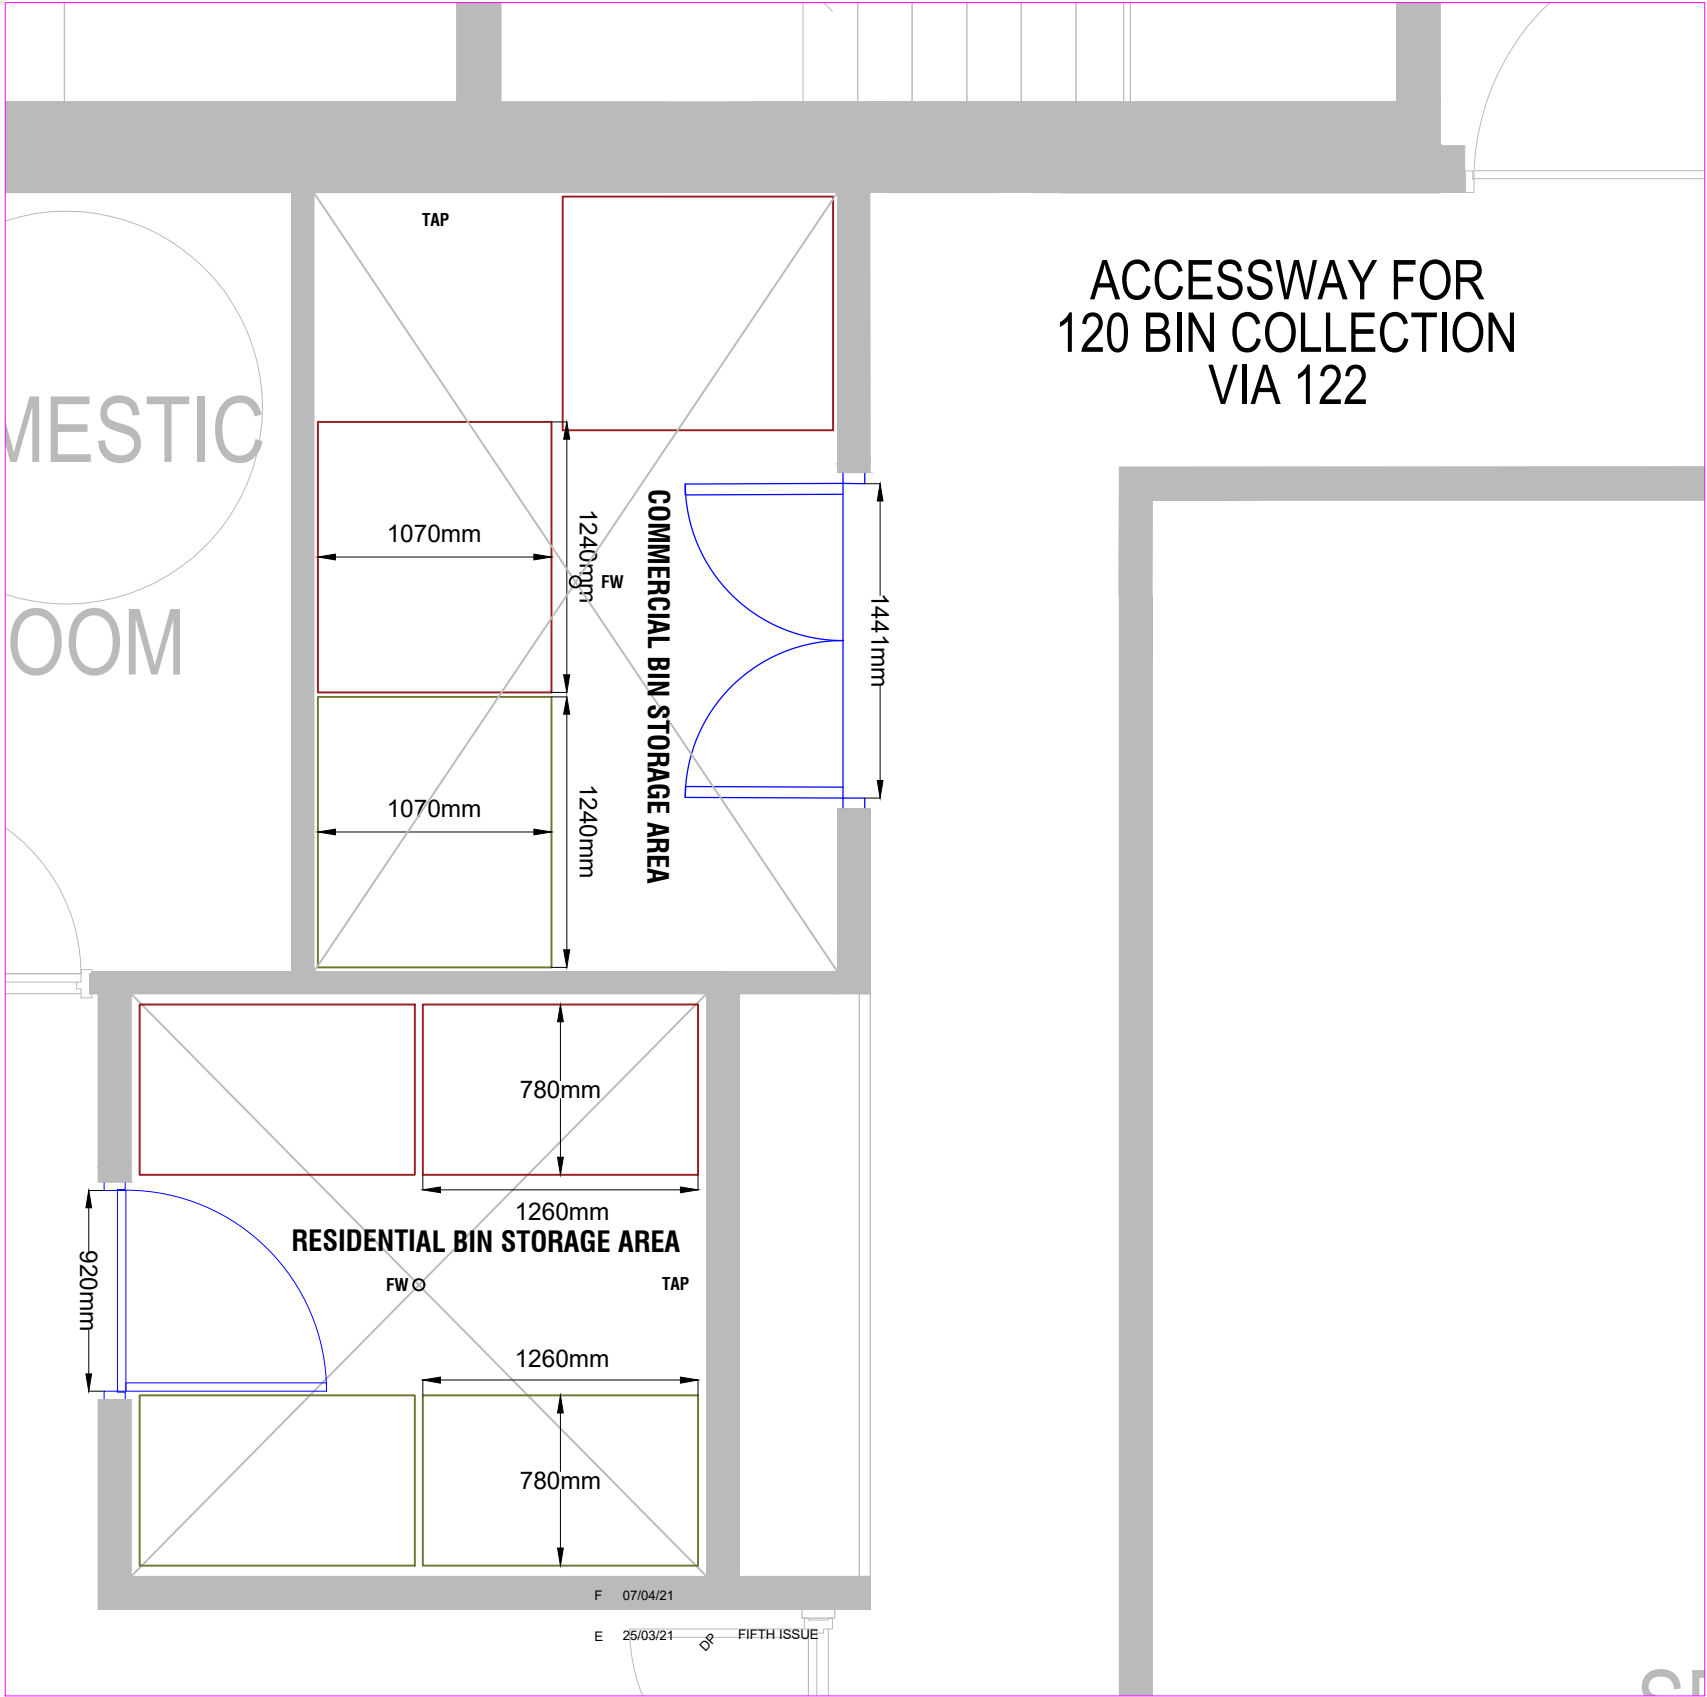 TAP
ACCESSWAY FOR
120 BIN COLLECTION
VIA 122
MESTIC
OOM
1070mm
1240mm
FW
COMMERCIAL BIN STORAGE AREA
1441mm
1070mm
1240mm
780mm
1260mm
RESIDENTIAL BIN STORAGE AREA
920mm
FW
TAP
1260mm
780mm
F 07/04/21
E 25/03/21 DP FIFTH ISSUE